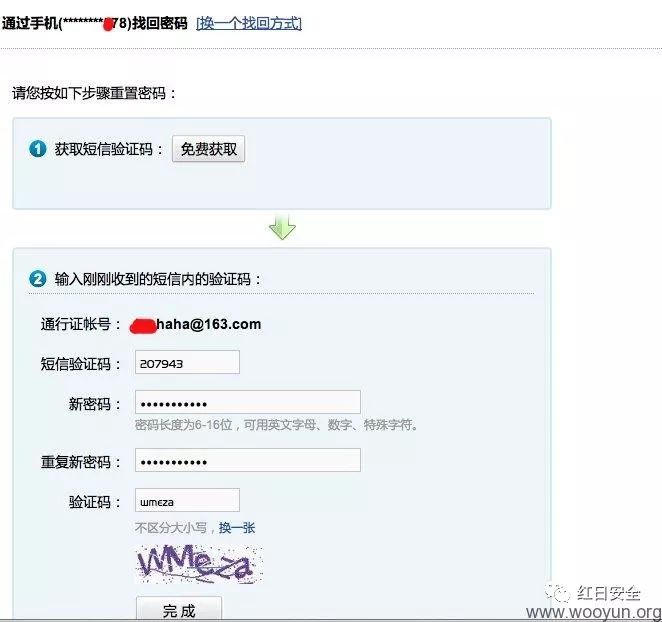 通过手机(********78)找回密码 [换一个找回方式]
请您按如下步骤重置密码：
1 获取短信验证码： 免费获取
2 输入刚刚收到的短信内的验证码：
通行证帐号： haha@163.com
短信验证码： 207943
新密码： •••••••••••
密码长度为6-16位，可用英文字母、数字、特殊字符。
重复新密码： •••••••••••
验证码： wmeza
不区分大小写，换一张
WMeza
完成
红日安全
www.wooyun.org